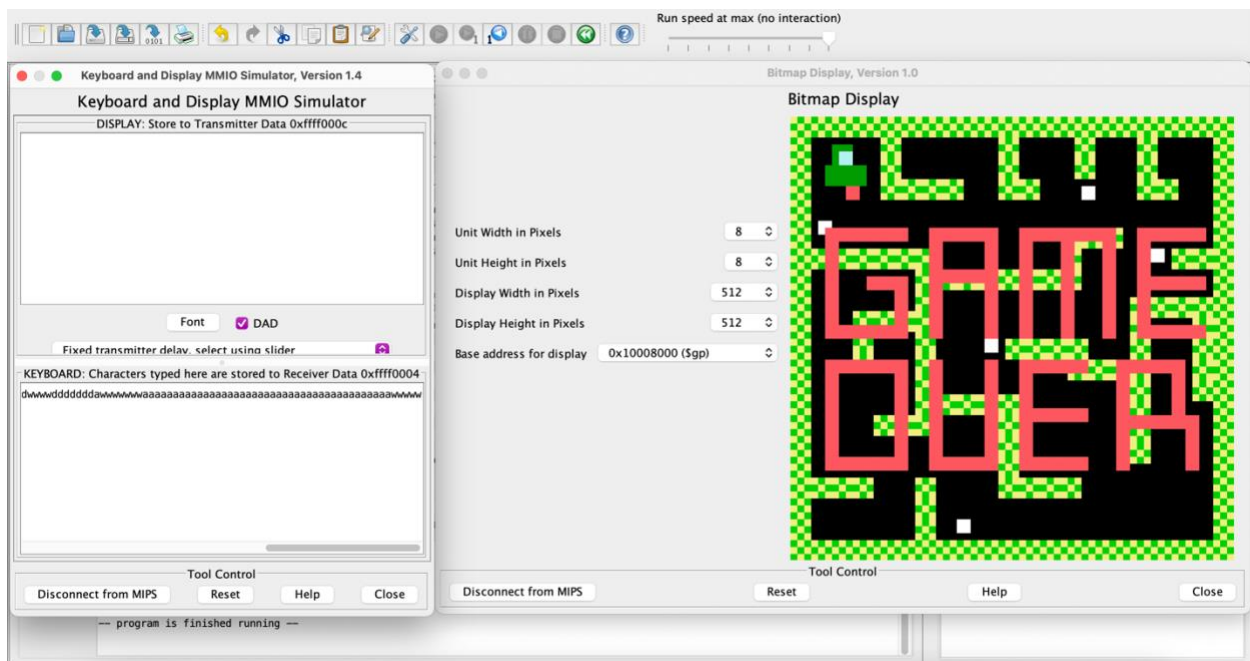 Run speed at max (no interaction)
0101
1
1
Keyboard and Display MMIO Simulator, Version 1.4
Keyboard and Display MMIO Simulator
DISPLAY: Store to Transmitter Data 0xffff000c
Font
DAD
Fixed transmitter delay, select using slider
KEYBOARD: Characters typed here are stored to Receiver Data 0xffff0004
Tool Control
Disconnect from MIPS
Reset
Help
Close
Bitmap Display, Version 1.0
Bitmap Display
Unit Width in Pixels
8
Unit Height in Pixels
8
Display Width in Pixels
512
Display Height in Pixels
512
Base address for display
0x10008000 ($gp)
GAME
OVER
Tool Control
Disconnect from MIPS
Reset
Help
Close
-- program is finished running --